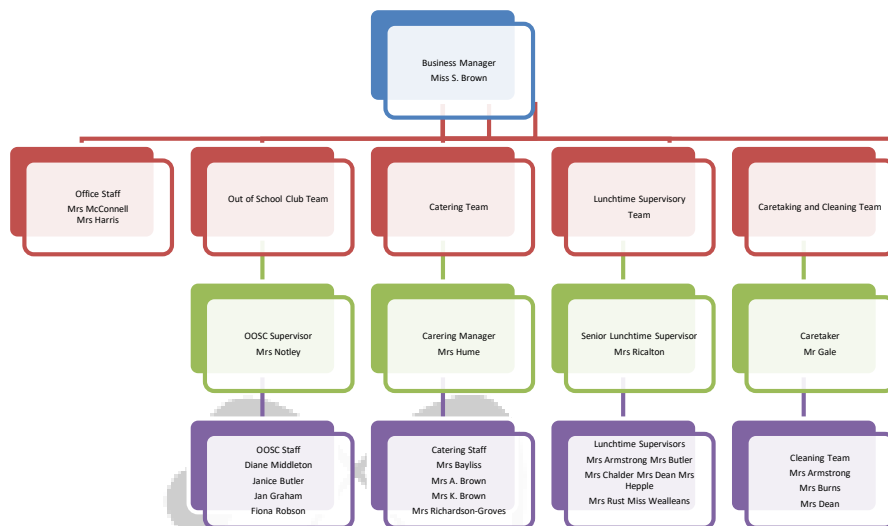 Business Manager
Miss S. Brown
Office Staff
Mrs McConnell
Mrs Harris
Out of School Club Team
Catering Team
Lunchtime Supervisory
Team
Caretaking and Cleaning Team
OOSC Supervisor
Mrs Notley
Carering Manager
Mrs Hume
Senior Lunchtime Supervisor
Mrs Ricalton
Caretaker
Mr Gale
OOSC Staff
Diane Middleton
Janice Butler
Jan Graham
Fiona Robson
Catering Staff
Mrs Bayliss
Mrs A. Brown
Mrs K. Brown
Mrs Richardson-Groves
Lunchtime Supervisors
Mrs Armstrong Mrs Butler
Mrs Chalder Mrs Dean Mrs
Hepple
Mrs Rust Miss Wealleans
Cleaning Team
Mrs Armstrong
Mrs Burns
Mrs Dean